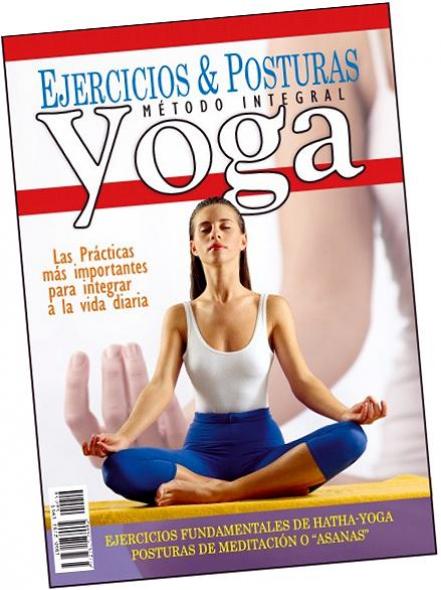 EJERCICIOS & POSTURAS
MÉTODO INTEGRAL
yoga
Las Prácticas
más importantes
para integrar
a la vida diaria
EJERCICIOS FUNDAMENTALES DE HATHA-YOGA
POSTURAS DE MEDITACIÓN O "ASANAS"